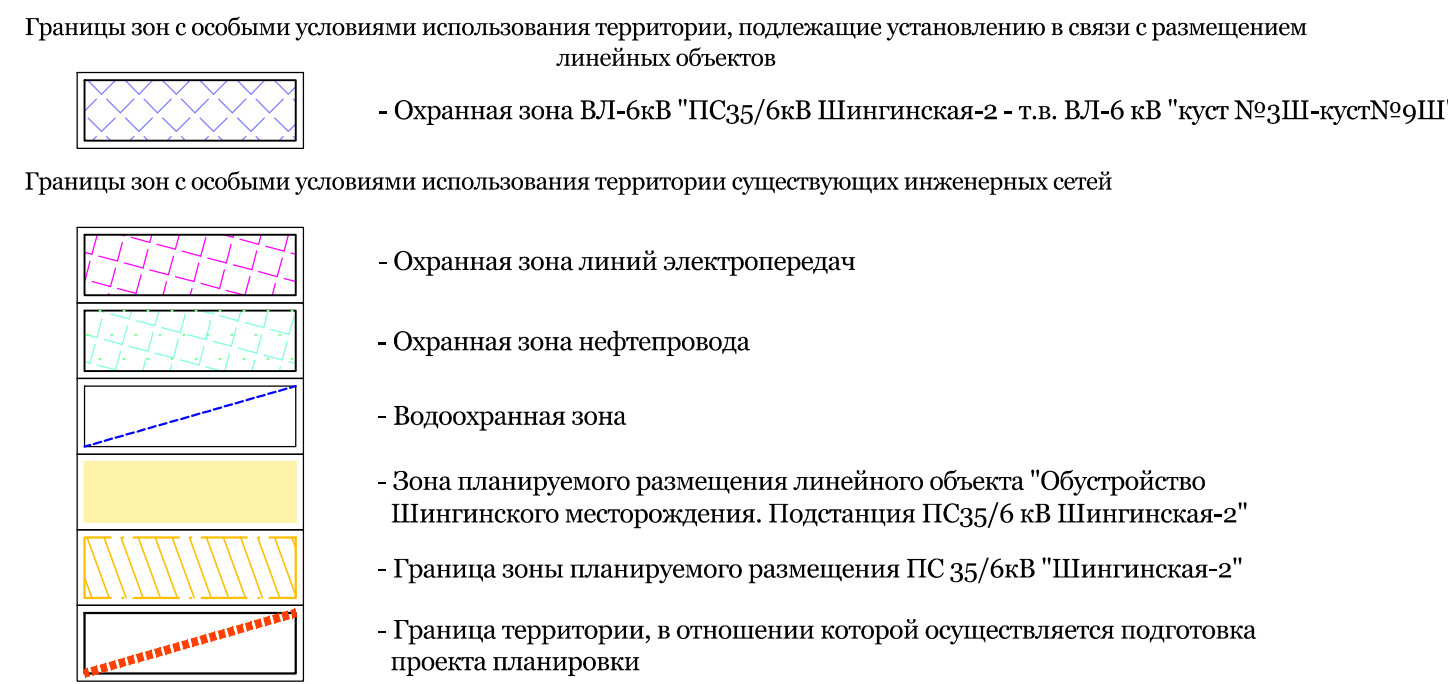 Границы зон с особыми условиями использования территории, подлежащие установлению в связи с размещением
линейных объектов
- Охранная зона ВЛ-6кВ "ПС35/6кВ Шингинская-2 - т.в. ВЛ-6 кВ "куст №3Ш-куст№9Ш"
Границы зон с особыми условиями использования территории существующих инженерных сетей
- Охранная зона линий электропередач
- Охранная зона нефтепровода
- Водоохранная зона
- Зона планируемого размещения линейного объекта "Обустройство
Шингинского месторождения. Подстанция ПС35/6 кВ Шингинская-2"
- Граница зоны планируемого размещения ПС 35/6кВ "Шингинская-2"
- Граница территории, в отношении которой осуществляется подготовка
проекта планировки